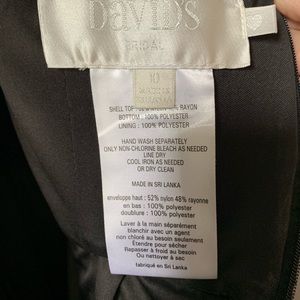 DAVID'S
BRIDAL
10
MADE IN
SRI LANKA
SHELL TOP : 52% NYLON 48% RAYON
BOTTOM : 100% POLYESTER
LINING : 100% POLYESTER
HAND WASH SEPARATELY
ONLY NON-CHLORINE BLEACH AS NEEDED
LINE DRY
COOL IRON AS NEEDED
OR DRY CLEAN
MADE IN SRI LANKA
enveloppe haut : 52% nylon 48% rayonne
en bas : 100% polyester
doublure : 100% polyester
Laver à la main séparément
blanchir avec un agent
non chloré au besoin seulement
Étendre pour sécher
Repasser à froid au besoin
Ou nettoyer à sec
fabriqué en Sri Lanka